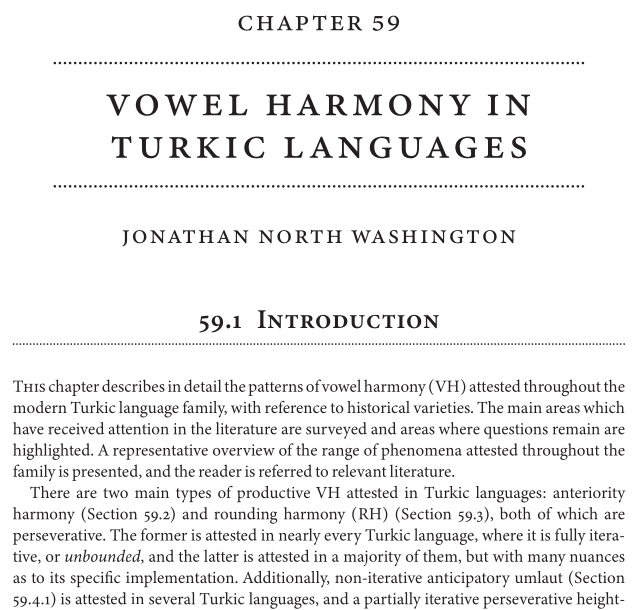 CHAPTER 59
VOWEL HARMONY IN
TURKIC LANGUAGES
JONATHAN NORTH WASHINGTON
59.1 Introduction
This chapter describes in detail the patterns of vowel harmony (VH) attested throughout the
modern Turkic language family, with reference to historical varieties. The main areas which
have received attention in the literature are surveyed and areas where questions remain are
highlighted. A representative overview of the range of phenomena attested throughout the
family is presented, and the reader is referred to relevant literature.
There are two main types of productive VH attested in Turkic languages: anteriority
harmony (Section 59.2) and rounding harmony (RH) (Section 59.3), both of which are
perseverative. The former is attested in nearly every Turkic language, where it is fully itera-
tive, or unbounded, and the latter is attested in a majority of them, but with many nuances
as to its specific implementation. Additionally, non-iterative anticipatory umlaut (Section
59.4.1) is attested in several Turkic languages, and a partially iterative perseverative height-